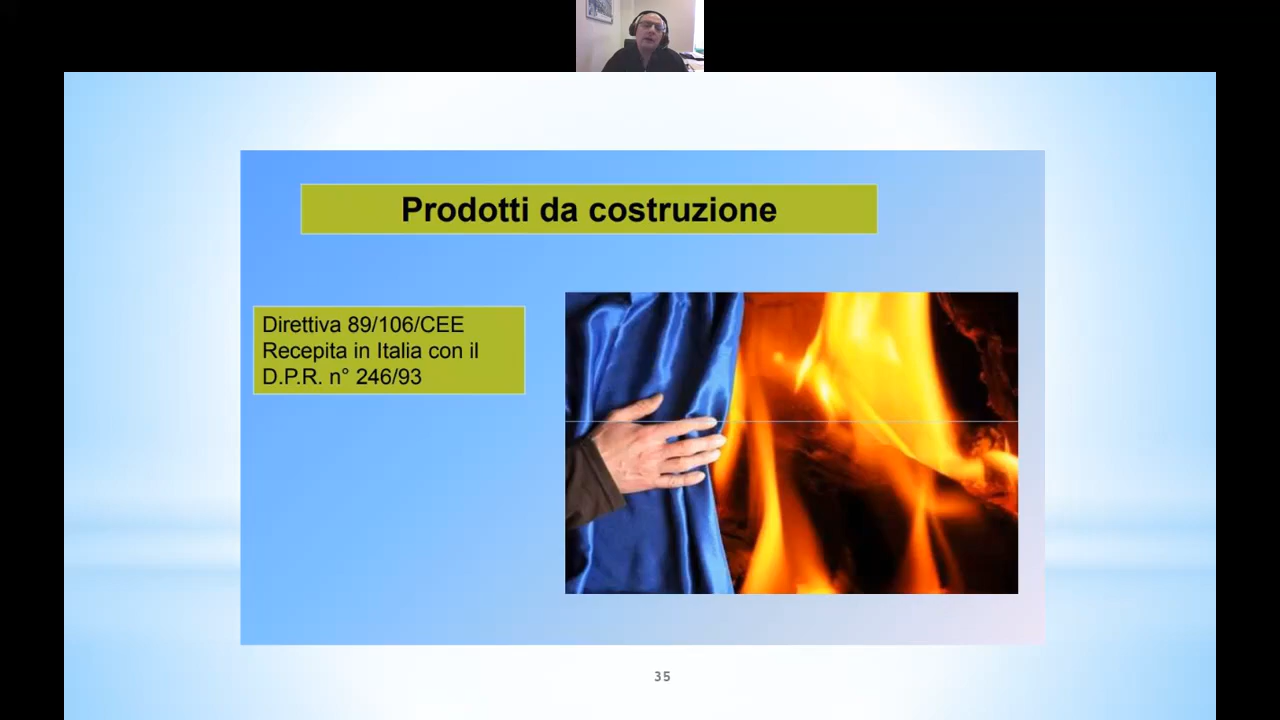 Prodotti da costruzione
Direttiva 89/106/CEE
Recepita in Italia con il
D.P.R. n° 246/93
35